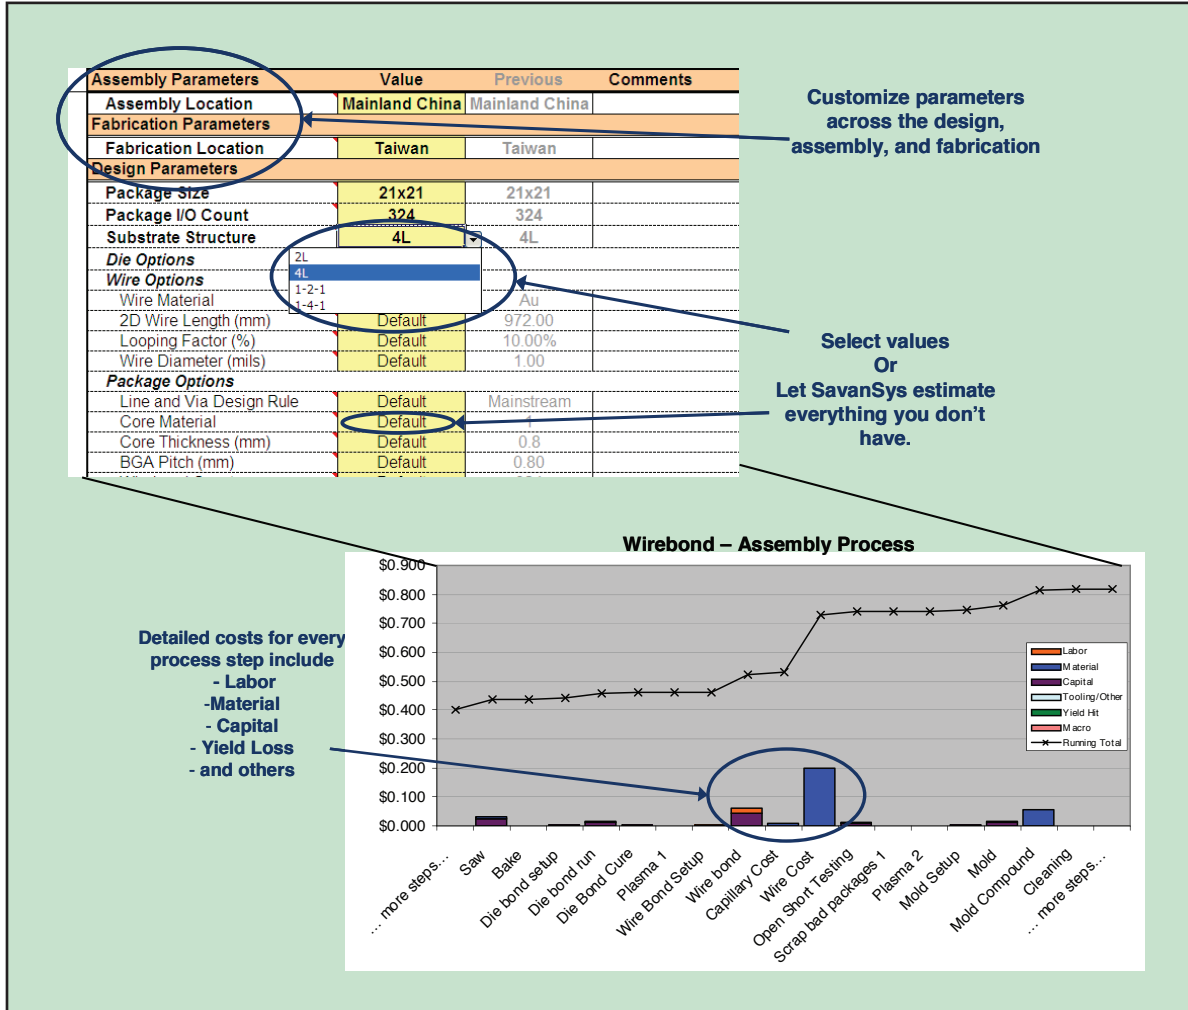 Assembly Parameters Value Previous Comments
Assembly Location Mainland China Mainland China
Fabrication Parameters
Fabrication Location Taiwan Taiwan
Design Parameters
Package Size 21x21 21x21
Package I/O Count 324 324
Substrate Structure 4L 4L
Die Options
2L
4L
1-2-1
1-4-1
Wire Options
Wire Material Au
2D Wire Length (mm) Default 972.00
Looping Factor (%) Default 10.00%
Wire Diameter (mils) Default 1.00
Package Options
Line and Via Design Rule Default Mainstream
Core Material Default 1
Core Thickness (mm) Default 0.8
BGA Pitch (mm) Default 0.80
Customize parameters
across the design,
assembly, and fabrication
Select values
Or
Let SavanSys estimate
everything you don't
have.
Wirebond – Assembly Process
$0.900
$0.800
$0.700
$0.600
$0.500
$0.400
$0.300
$0.200
$0.100
$0.000
Labor
Material
Capital
Tooling/Other
Yield Hit
Macro
Running Total
Detailed costs for every
process step include
- Labor
-Material
- Capital
- Yield Loss
- and others
... more steps...
Saw
Bake
Die bond setup
Die bond run
Die Bond Cure
Plasma 1
Wire Bond Setup
Wire bond
Capillary Cost
Wire Cost
Open Short Testing
Scrap bad packages 1
Plasma 2
Mold Setup
Mold
Mold Compound
Cleaning
... more steps...